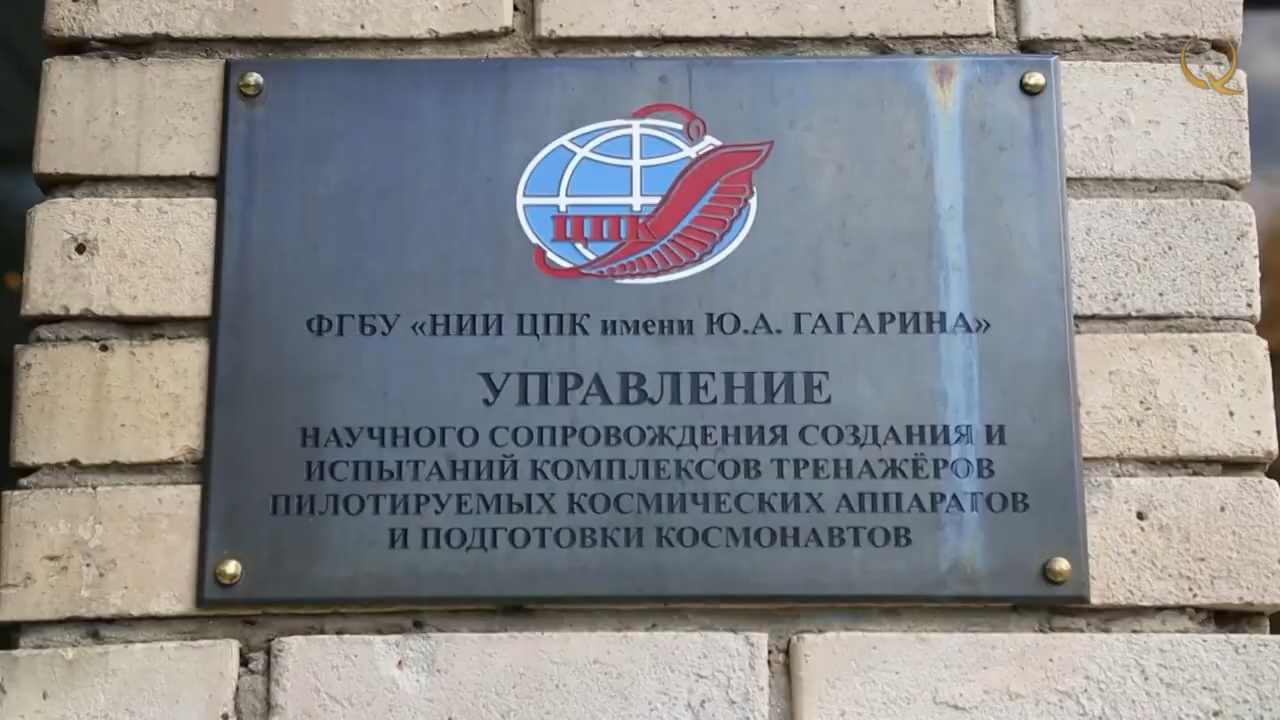 Q
ЦПК
ФГБУ «НИИ ЦПК имени Ю.А. ГАГАРИНА»
УПРАВЛЕНИЕ
НАУЧНОГО СОПРОВОЖДЕНИЯ СОЗДАНИЯ И
ИСПЫТАНИЙ КОМПЛЕКСОВ ТРЕНАЖЁРОВ
ПИЛОТИРУЕМЫХ КОСМИЧЕСКИХ АППАРАТОВ
И ПОДГОТОВКИ КОСМОНАВТОВ